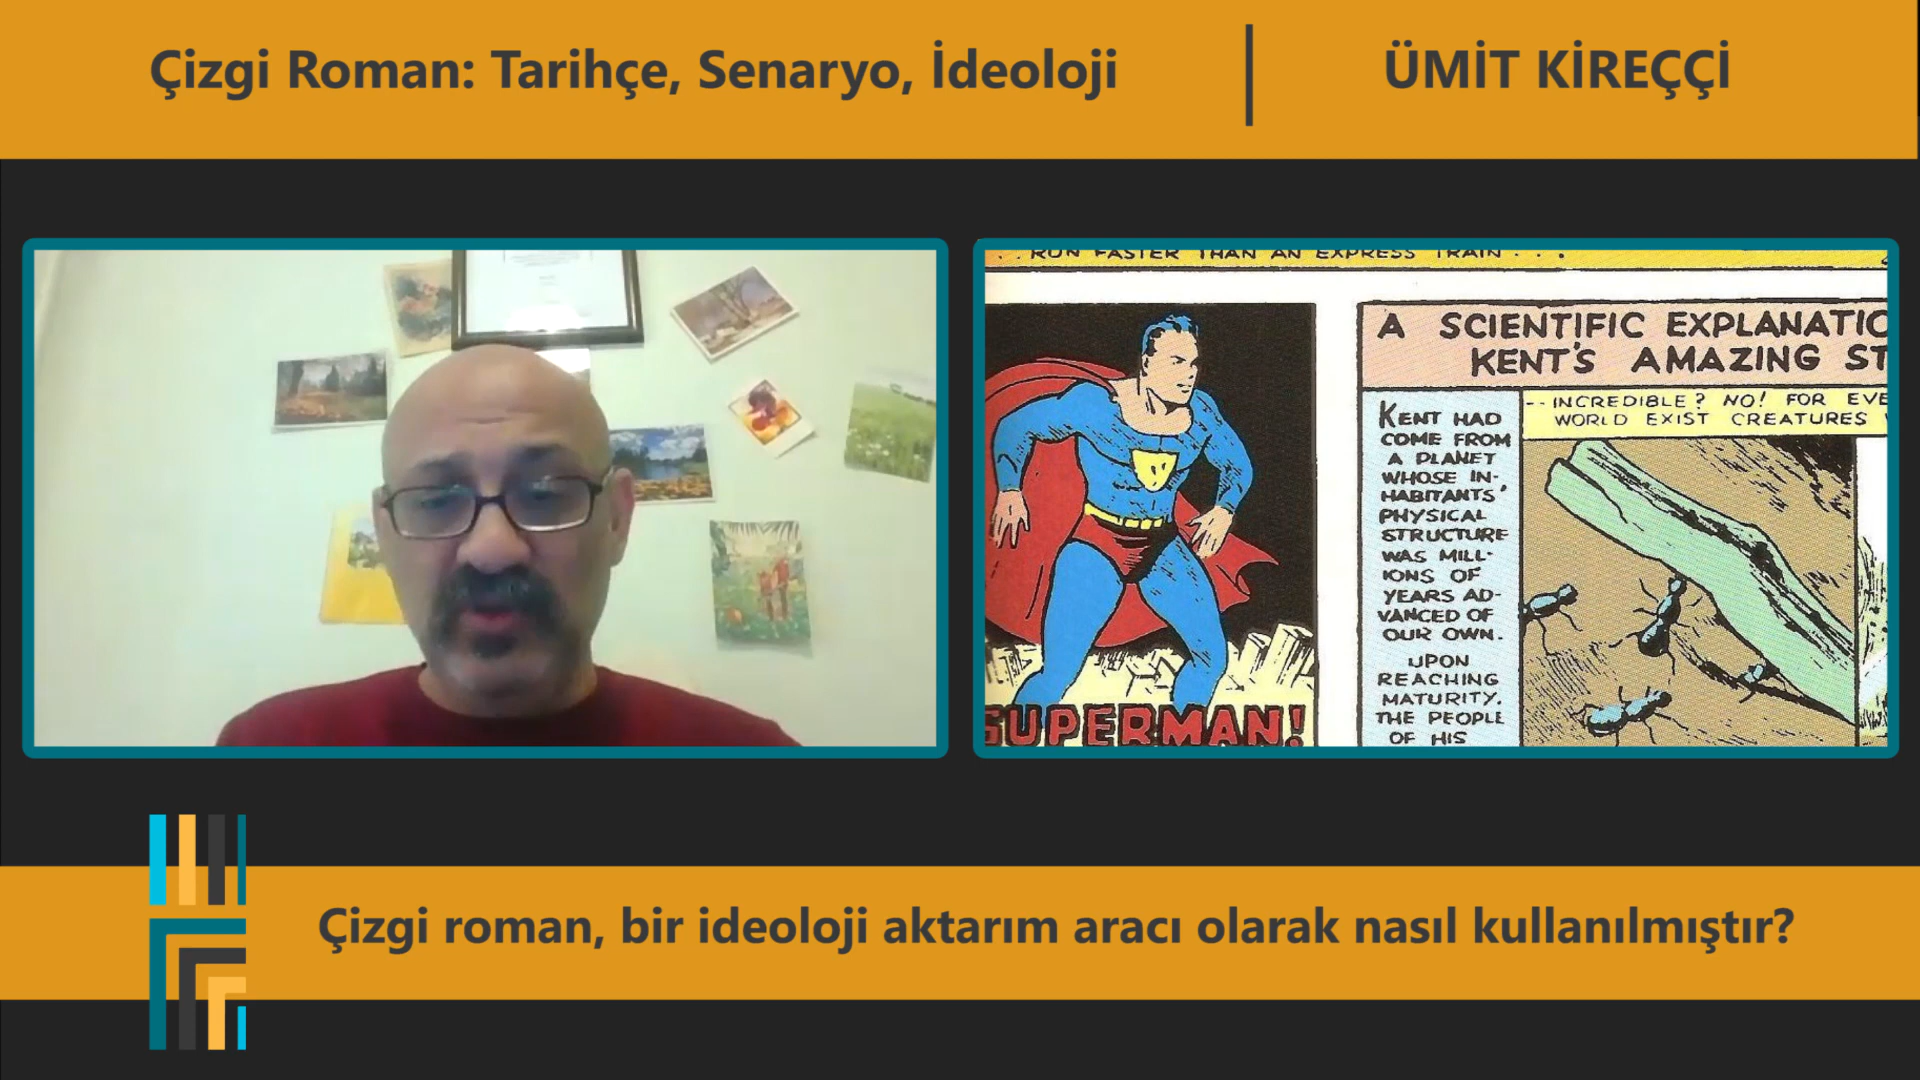 Çizgi Roman: Tarihçe, Senaryo, İdeoloji
ÜMİT KİREÇÇİ
RUN FASTER THAN AN EXPRESS TRAIN . . .
SUPERMAN!
A SCIENTIFIC EXPLANATIO
KENT'S AMAZING ST
KENT HAD
COME FROM
A PLANET
WHOSE IN-
HABITANTS'
PHYSICAL
STRUCTURE
WAS MILL-
IONS OF
YEARS AD-
VANCED OF
OUR OWN.
UPON
REACHING
MATURITY,
THE PEOPLE
OF HIS
-- INCREDIBLE? NO! FOR EVE
WORLD EXIST CREATURES
Çizgi roman, bir ideoloji aktarım aracı olarak nasıl kullanılmıştır?